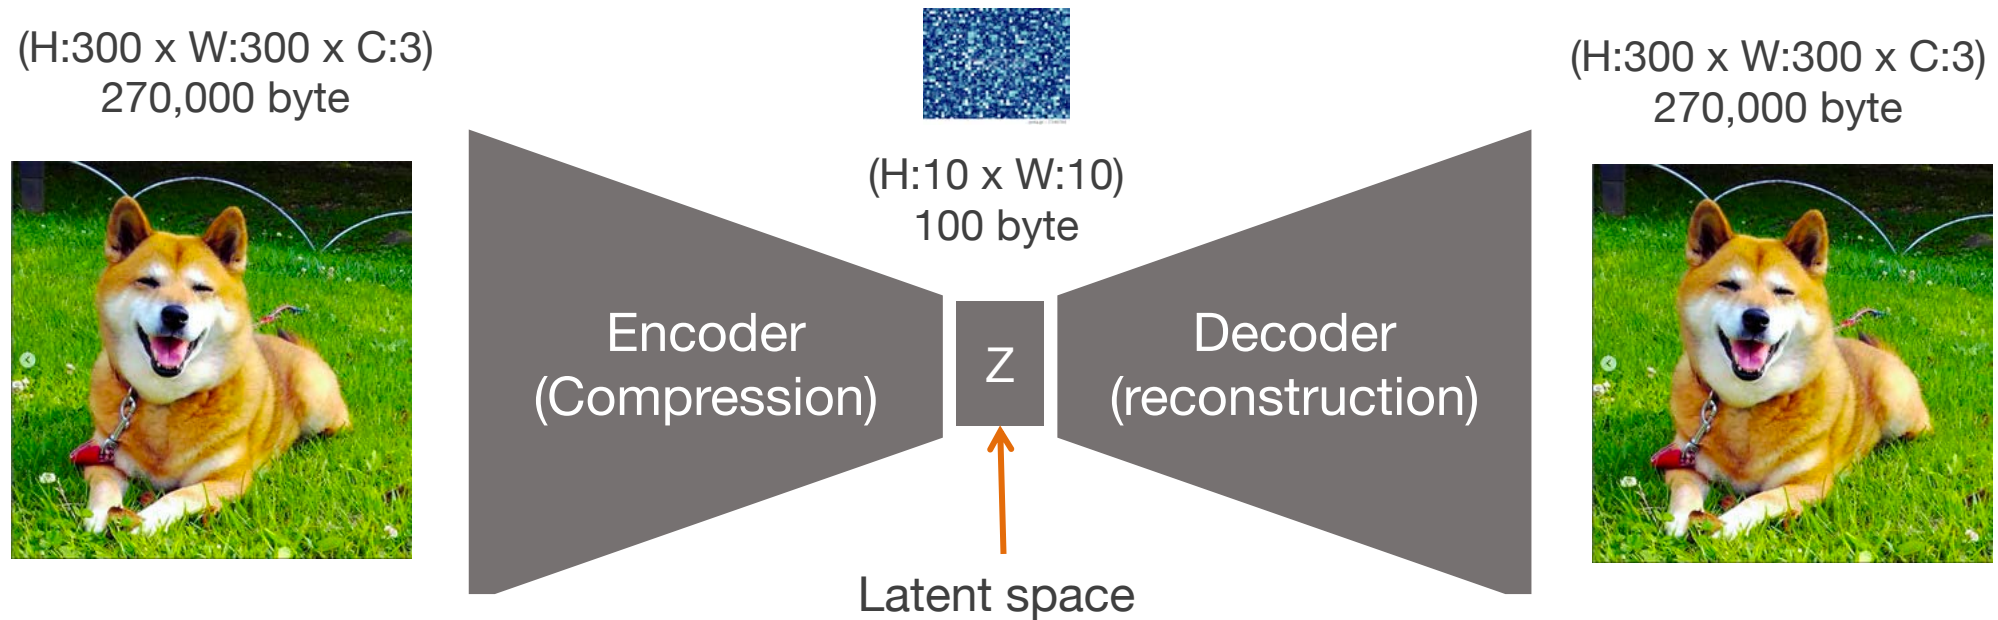 (H:300 x W:300 x C:3)
270,000 byte
(H:10 x W:10)
100 byte
(H:300 x W:300 x C:3)
270,000 byte
Encoder
(Compression)
Z
Decoder
(reconstruction)
Latent space